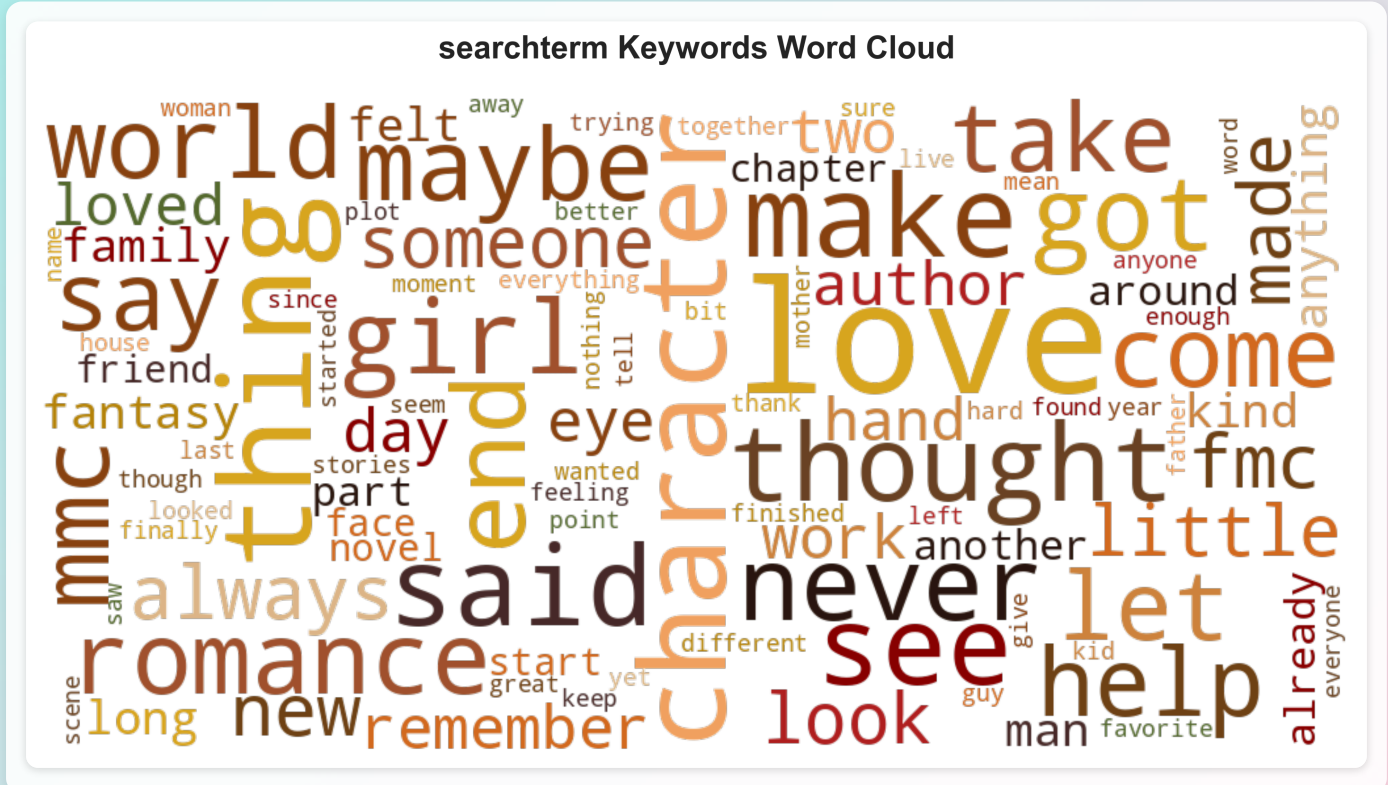 searchterm Keywords Word Cloud
woman
world
felt
away
maybe
trying
together
two
sure
chapter
live
take
mean
word
made
anything
loved
name
family
thing
plot
someone
better
character
make
got
anyone
say
since
moment
everything
bit
mother
author
around
enough
house
started
girl
nothing
tell
love
come
friend
fantasy
day
seem
end
eye
thank
hand
hard
found
year
father
kind
last
mmc
though
stories
part
wanted
feeling
thought
fmc
looked
finally
face
novel
point
finished
work
left
another
little
saw
always
said
never
give
let
already
everyone
romance
start
great
keep
yet
different
see
kid
help
guy
scene
long
new
remember
look
man
favorite